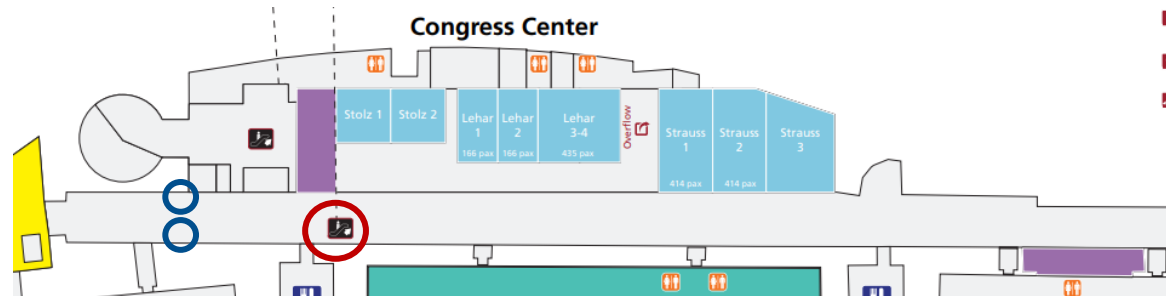 Congress Center
Stolz 1
Stolz 2
Lehar
1
166 pax
Lehar
2
166 pax
Lehar
3-4
435 pax
Overflow
Strauss
1
414 pax
Strauss
2
414 pax
Strauss
3